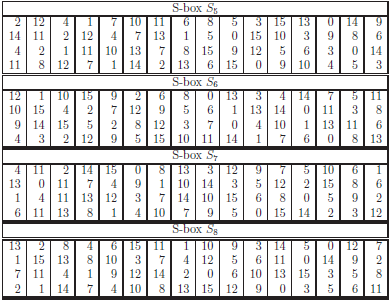 S-box S5
2 12 4 1 7 10 11 6 8 5 3 15 13 0 14 9
14 11 2 12 4 7 13 1 5 0 15 10 3 9 8 6
4 2 1 11 10 13 7 8 15 9 12 5 6 3 0 14
11 8 12 7 1 14 2 13 6 15 0 9 10 4 5 3
S-box S6
12 1 10 15 9 2 6 8 0 13 3 4 14 7 5 11
10 15 4 2 7 12 9 5 6 1 13 14 0 11 3 8
9 14 15 5 2 8 12 3 7 0 4 10 1 13 11 6
4 3 2 12 9 5 15 10 11 14 1 7 6 0 8 13
S-box S7
4 11 2 14 15 0 8 13 3 12 9 7 5 10 6 1
13 0 11 7 4 9 1 10 14 3 5 12 2 15 8 6
1 4 11 13 12 3 7 14 10 15 6 8 0 5 9 2
6 11 13 8 1 4 10 7 9 5 0 15 14 2 3 12
S-box S8
13 2 8 4 6 15 11 1 10 9 3 14 5 0 12 7
1 15 13 8 10 3 7 4 12 5 6 11 0 14 9 2
7 11 4 1 9 12 14 2 0 6 10 13 15 3 5 8
2 1 14 7 4 10 8 13 15 12 9 0 3 5 6 11